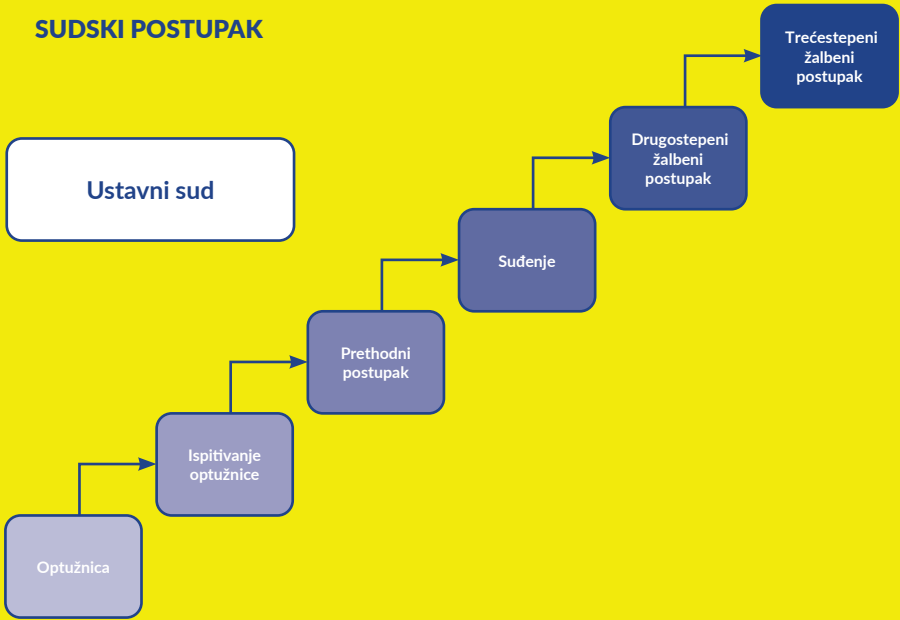 SUDSKI POSTUPAK
Trećestepeni
žalbeni
postupak
Drugostepeni
žalbeni
postupak
Ustavni sud
Suđenje
Prethodni
postupak
Ispitivanje
optužnice
Optužnica